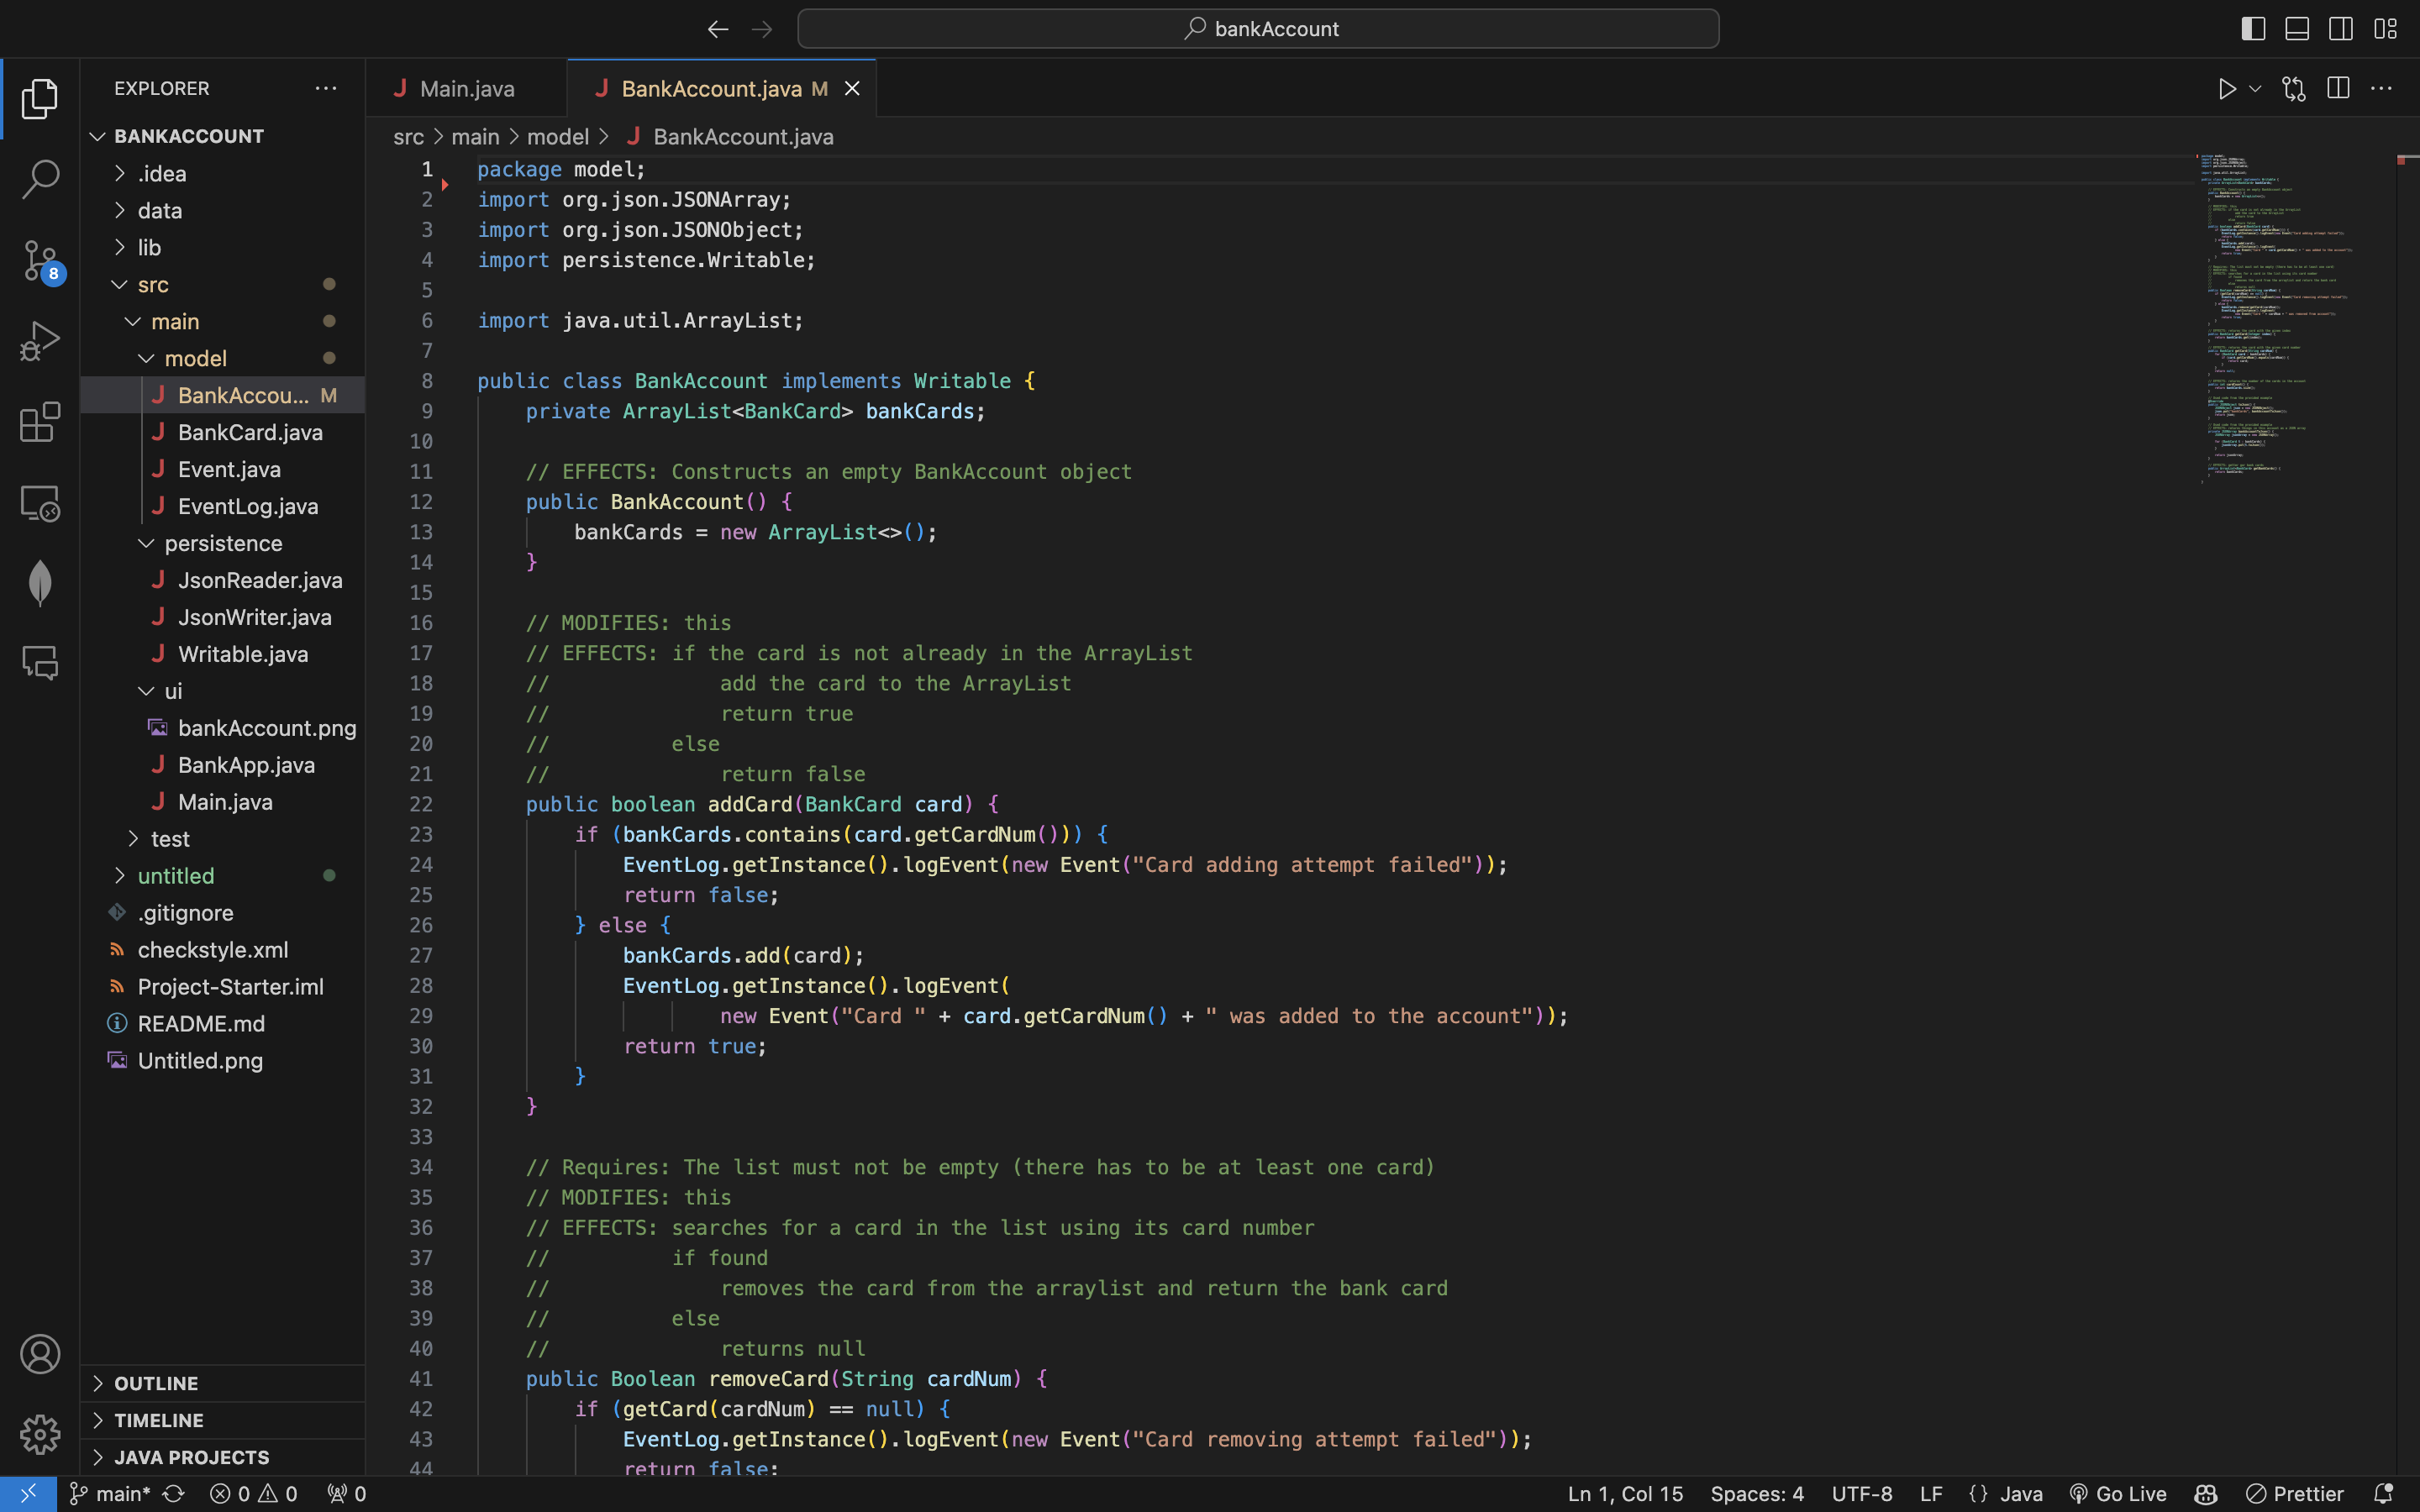 bankAccount
EXPLORER
BANKACCOUNT
.idea
data
lib
src
main
model
BankAccou... M
BankCard.java
Event.java
EventLog.java
persistence
JsonReader.java
JsonWriter.java
Writable.java
ui
bankAccount.png
BankApp.java
Main.java
test
untitled
.gitignore
checkstyle.xml
Project-Starter.iml
README.md
Untitled.png
OUTLINE
TIMELINE
JAVA PROJECTS
8
Main.java
BankAccount.java M
src > main > model > BankAccount.java
1 package model;
2 import org.json.JSONArray;
3 import org.json.JSONObject;
4 import persistence.Writable;
5
6 import java.util.ArrayList;
7
8 public class BankAccount implements Writable {
9 private ArrayList<BankCard> bankCards;
10
11 // EFFECTS: Constructs an empty BankAccount object
12 public BankAccount() {
13 bankCards = new ArrayList<>();
14 }
15
16 // MODIFIES: this
17 // EFFECTS: if the card is not already in the ArrayList
18 // add the card to the ArrayList
19 // return true
20 // else
21 // return false
22 public boolean addCard(BankCard card) {
23 if (bankCards.contains(card.getCardNum())) {
24 EventLog.getInstance().logEvent(new Event("Card adding attempt failed"));
25 return false;
26 } else {
27 bankCards.add(card);
28 EventLog.getInstance().logEvent(
29 new Event("Card " + card.getCardNum() + " was added to the account"));
30 return true;
31 }
32 }
33
34 // Requires: The list must not be empty (there has to be at least one card)
35 // MODIFIES: this
36 // EFFECTS: searches for a card in the list using its card number
37 // if found
38 // removes the card from the arraylist and return the bank card
39 // else
40 // returns null
41 public Boolean removeCard(String cardNum) {
42 if (getCard(cardNum) == null) {
43 EventLog.getInstance().logEvent(new Event("Card removing attempt failed"));
44 return false;
main* 0 0 0 Ln 1, Col 15 Spaces: 4 UTF-8 LF {} Java Go Live Prettier